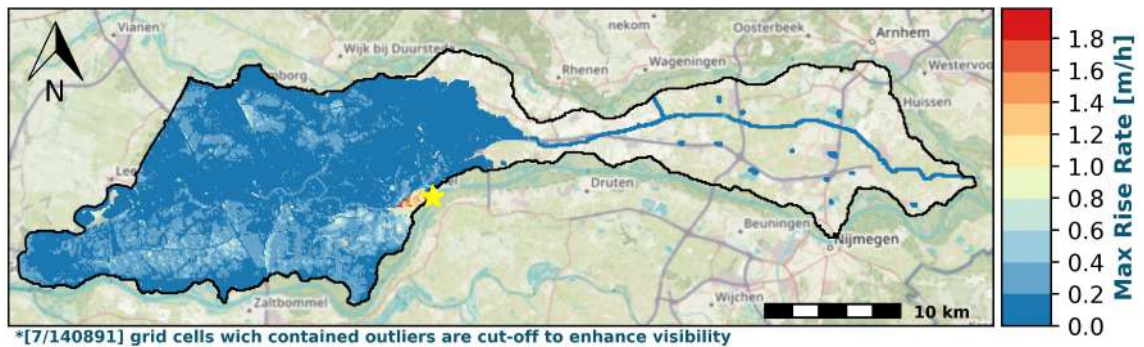 nekom
Oosterbeek
Vianen
Arnhem
Wijk bij Duursted
Rhenen
Wageningen
Westervoo
N
Huissen
Druten
Beuningen
Nijmegen
Zaltbommel
Wijchen
10 km
1.8
1.6
1.4
1.2
1.0
0.8
0.6
0.4
0.2
0.0
Max Rise Rate [m/h]
*[7/140891] grid cells wich contained outliers are cut-off to enhance visibility